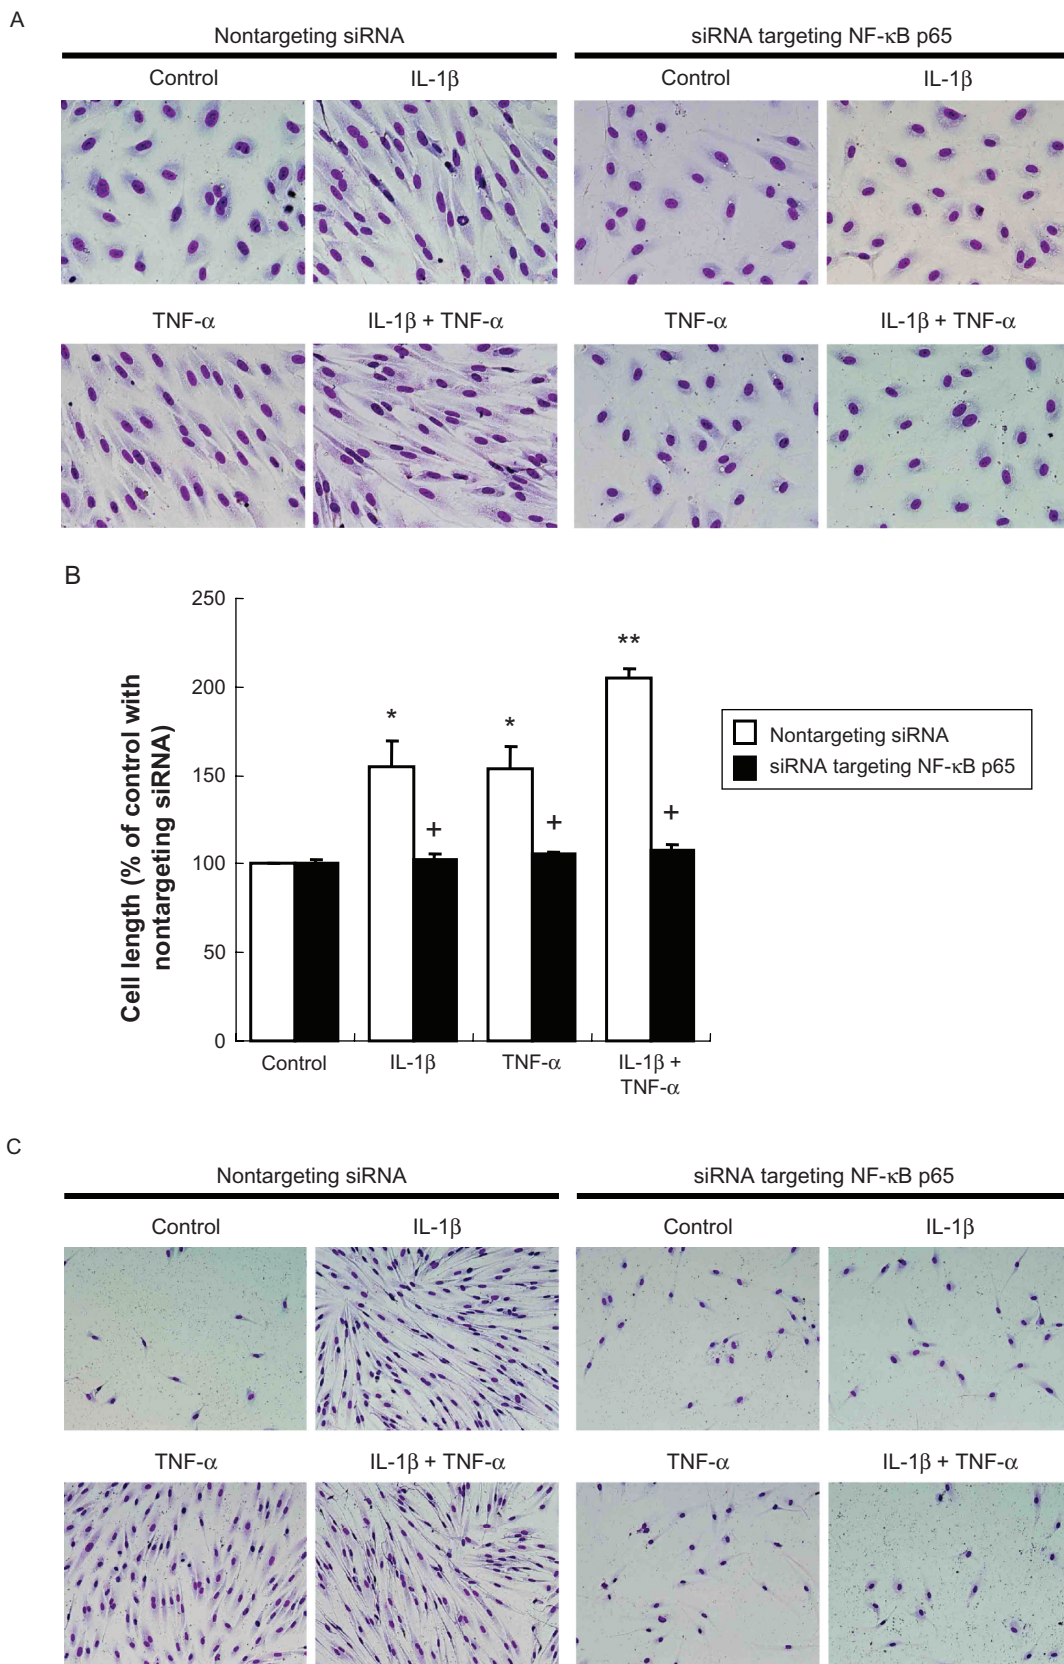 A
Nontargeting siRNA siRNA targeting NF-κB p65
Control IL-1β Control IL-1β
TNF-α IL-1β + TNF-α TNF-α IL-1β + TNF-α
B
Cell length (% of control with
nontargeting siRNA)
250
200
150
100
50
0
*
*
**
+
+
+
Control IL-1β TNF-α IL-1β +
TNF-α
Nontargeting siRNA
siRNA targeting NF-κB p65
C
Nontargeting siRNA siRNA targeting NF-κB p65
Control IL-1β Control IL-1β
TNF-α IL-1β + TNF-α TNF-α IL-1β + TNF-α